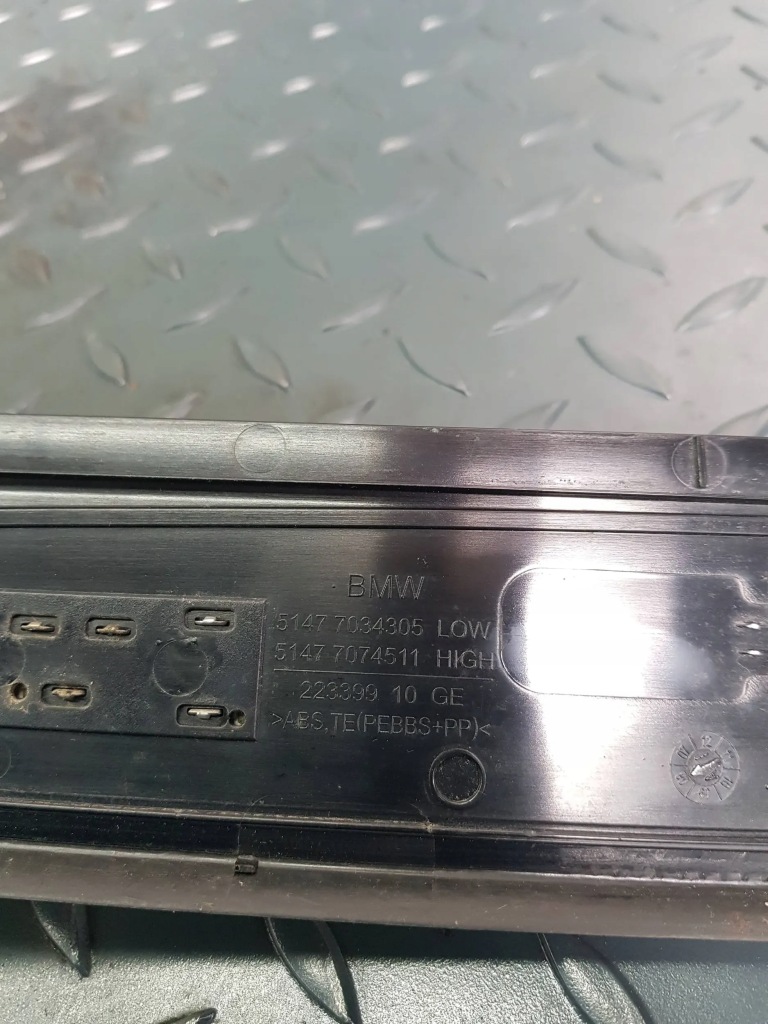 BMW
5147 7034305 LOW
5147 7074511 HIGH
223399 10 GE
>ABS,TE(PEBBS+PP)<